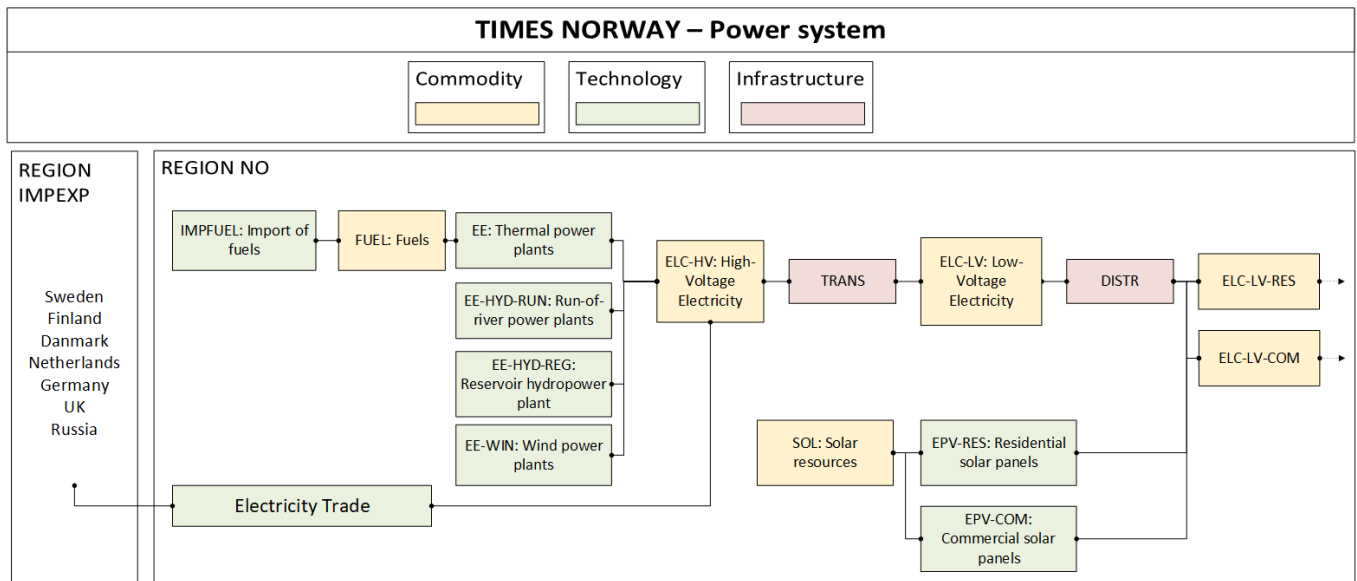 TIMES NORWAY – Power system
Commodity
Technology
Infrastructure
REGION
IMPEXP
Sweden
Finland
Danmark
Netherlands
Germany
UK
Russia
REGION NO
IMPFUEL: Import of
fuels
FUEL: Fuels
EE: Thermal power
plants
EE-HYD-RUN: Run-of-
river power plants
EE-HYD-REG:
Reservoir hydropower
plant
EE-WIN: Wind power
plants
Electricity Trade
ELC-HV: High-
Voltage
Electricity
TRANS
ELC-LV: Low-
Voltage
Electricity
DISTR
ELC-LV-RES
ELC-LV-COM
SOL: Solar
resources
EPV-RES: Residential
solar panels
EPV-COM:
Commercial solar
panels